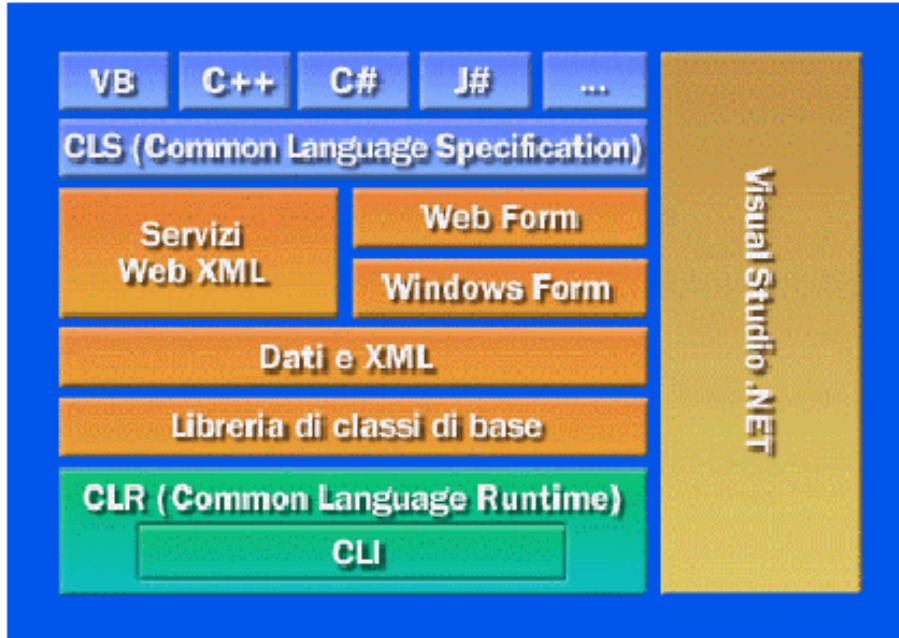 VB
C++
C#
J#
...
CLS (Common Language Specification)
Servizi
Web XML
Web Form
Windows Form
Dati e XML
Libreria di classi di base
CLR (Common Language Runtime)
CLI
Visual Studio .NET